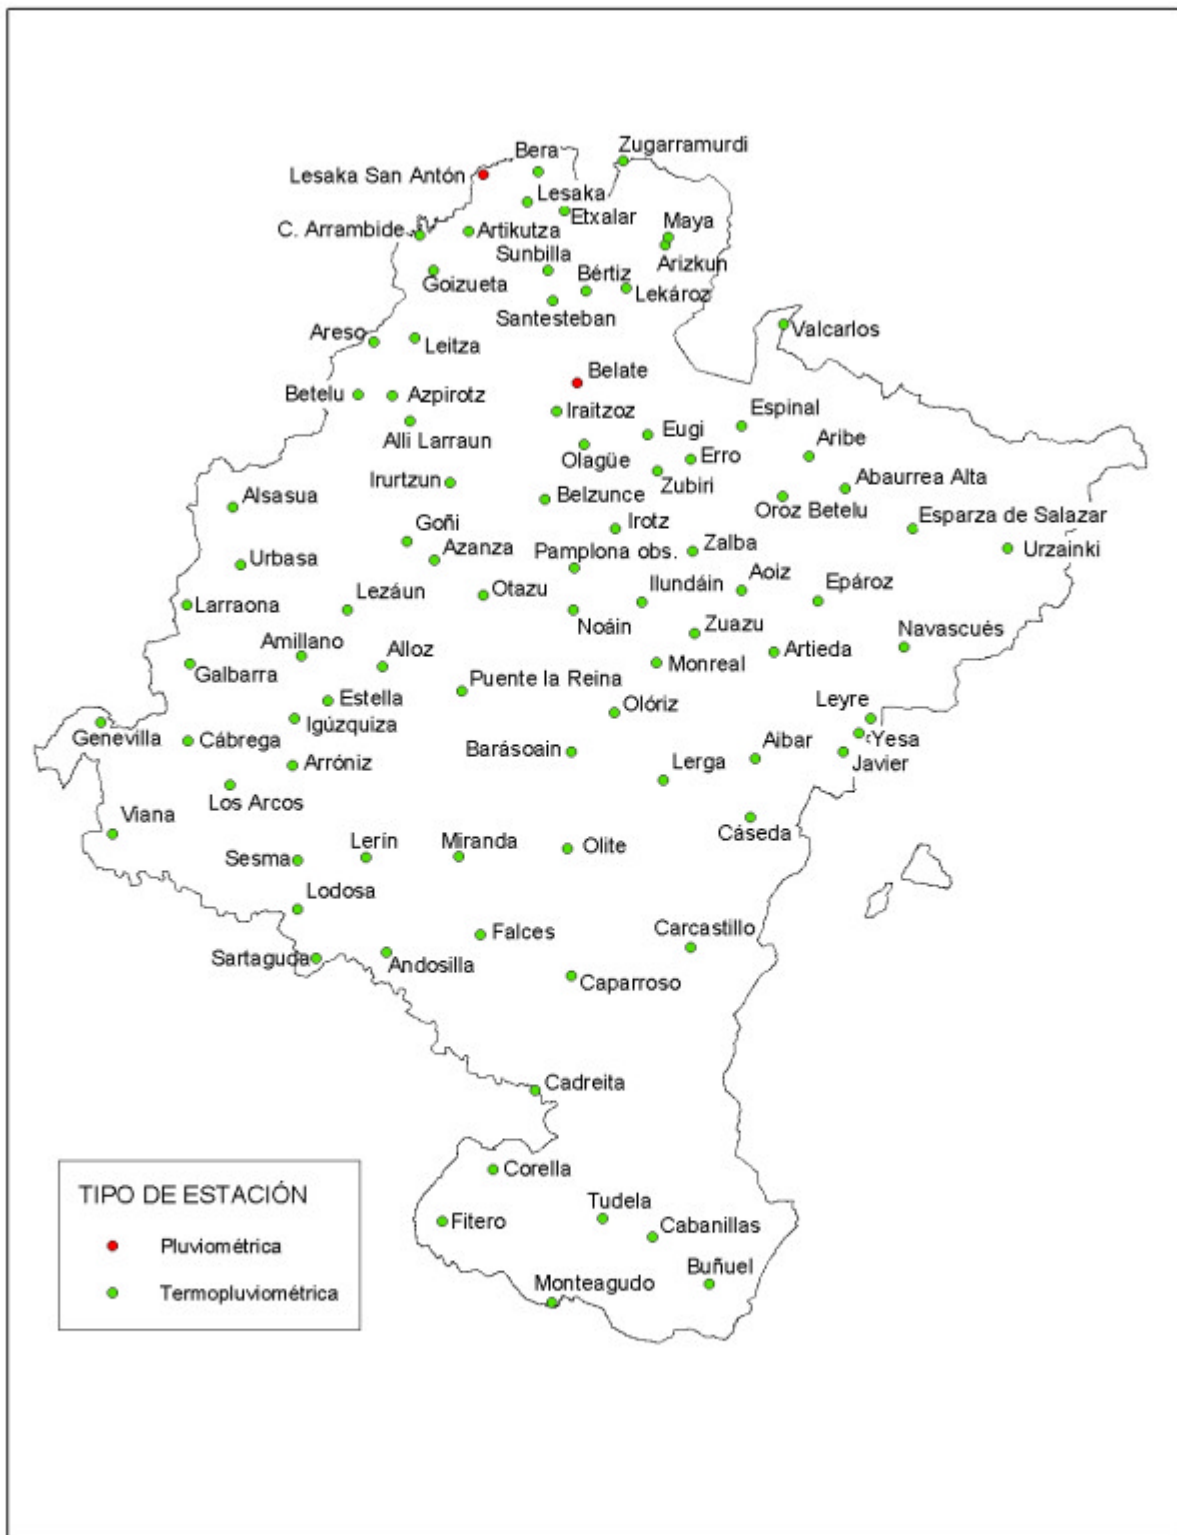 Zugarramurdi
Bera
Lesaka San Antón
Lesaka
Etxalar
C. Arrambide
Artikutza
Maya
Arizkun
Sunbilla
Goizueta
Bértiz
Lekároz
Santesteban
Valcarlos
Areso
Leitza
Belate
Betelu
Azpirotz
Iraitzoz
Espinal
Alli Larraun
Eugi
Aribe
Olagüe
Erro
Zubiri
Irurtzun
Abaurrea Alta
Alsasua
Belzunce
Oroz Betelu
Irotz
Esparza de Salazar
Goñi
Azanza
Pamplona obs.
Zalba
Urzainki
Urbasa
Ilundáin
Aoiz
Epároz
Lezáun
Otazu
Larraona
Noáin
Zuazu
Navascués
Amillano
Alloz
Artieda
Galbarra
Monreal
Puente la Reina
Estella
Olóriz
Leyre
Igúzquiza
Genevilla
Cábrega
Yesa
Barásoain
Aibar
Javier
Arróniz
Lerga
Los Arcos
Viana
Cáseda
Lerín
Miranda
Olite
Sesma
Lodosa
Falces
Carcastillo
Sartaguda
Andosilla
Caparroso
Cadreita
Corella
Tudela
Fitero
Cabanillas
Buñuel
Monteagudo
TIPO DE ESTACIÓN
Pluviométrica
Termopluviométrica